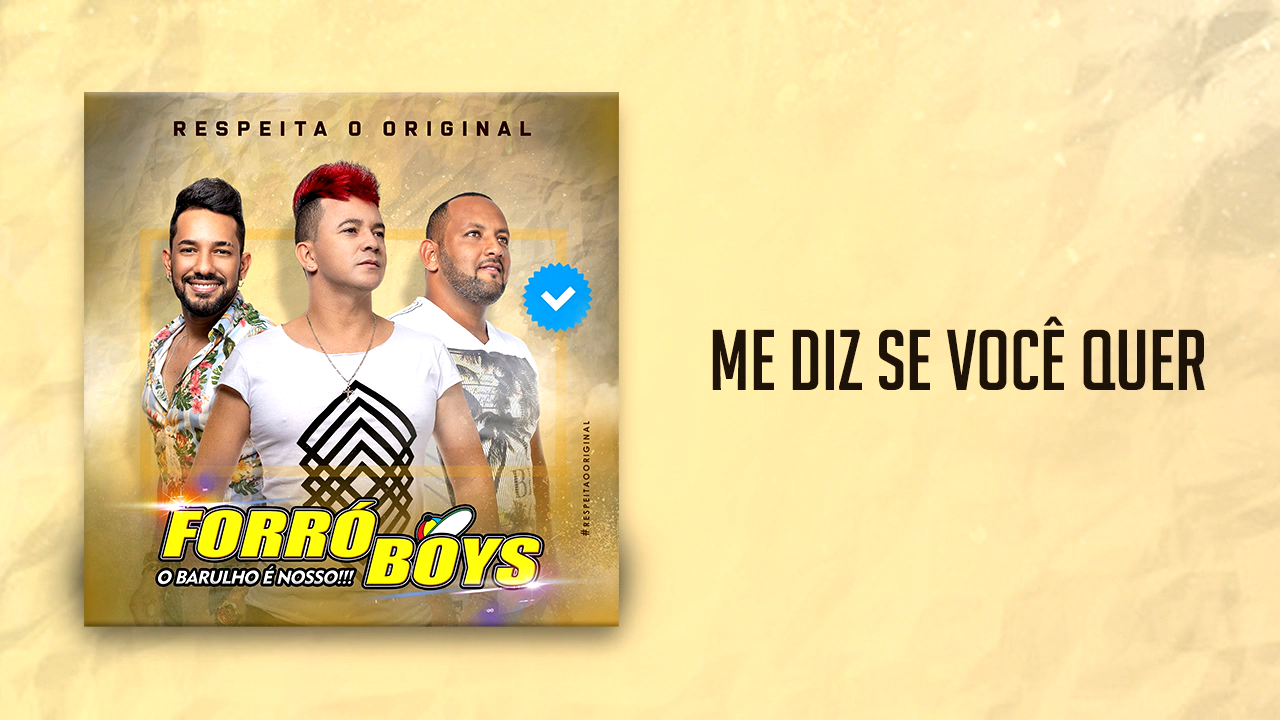 RESPEITA O ORIGINAL
#RESPEITAOORIGINAL
FORRÓ
BOYS
O BARULHO É NOSSO!!!
ME DIZ SE VOCÊ QUER